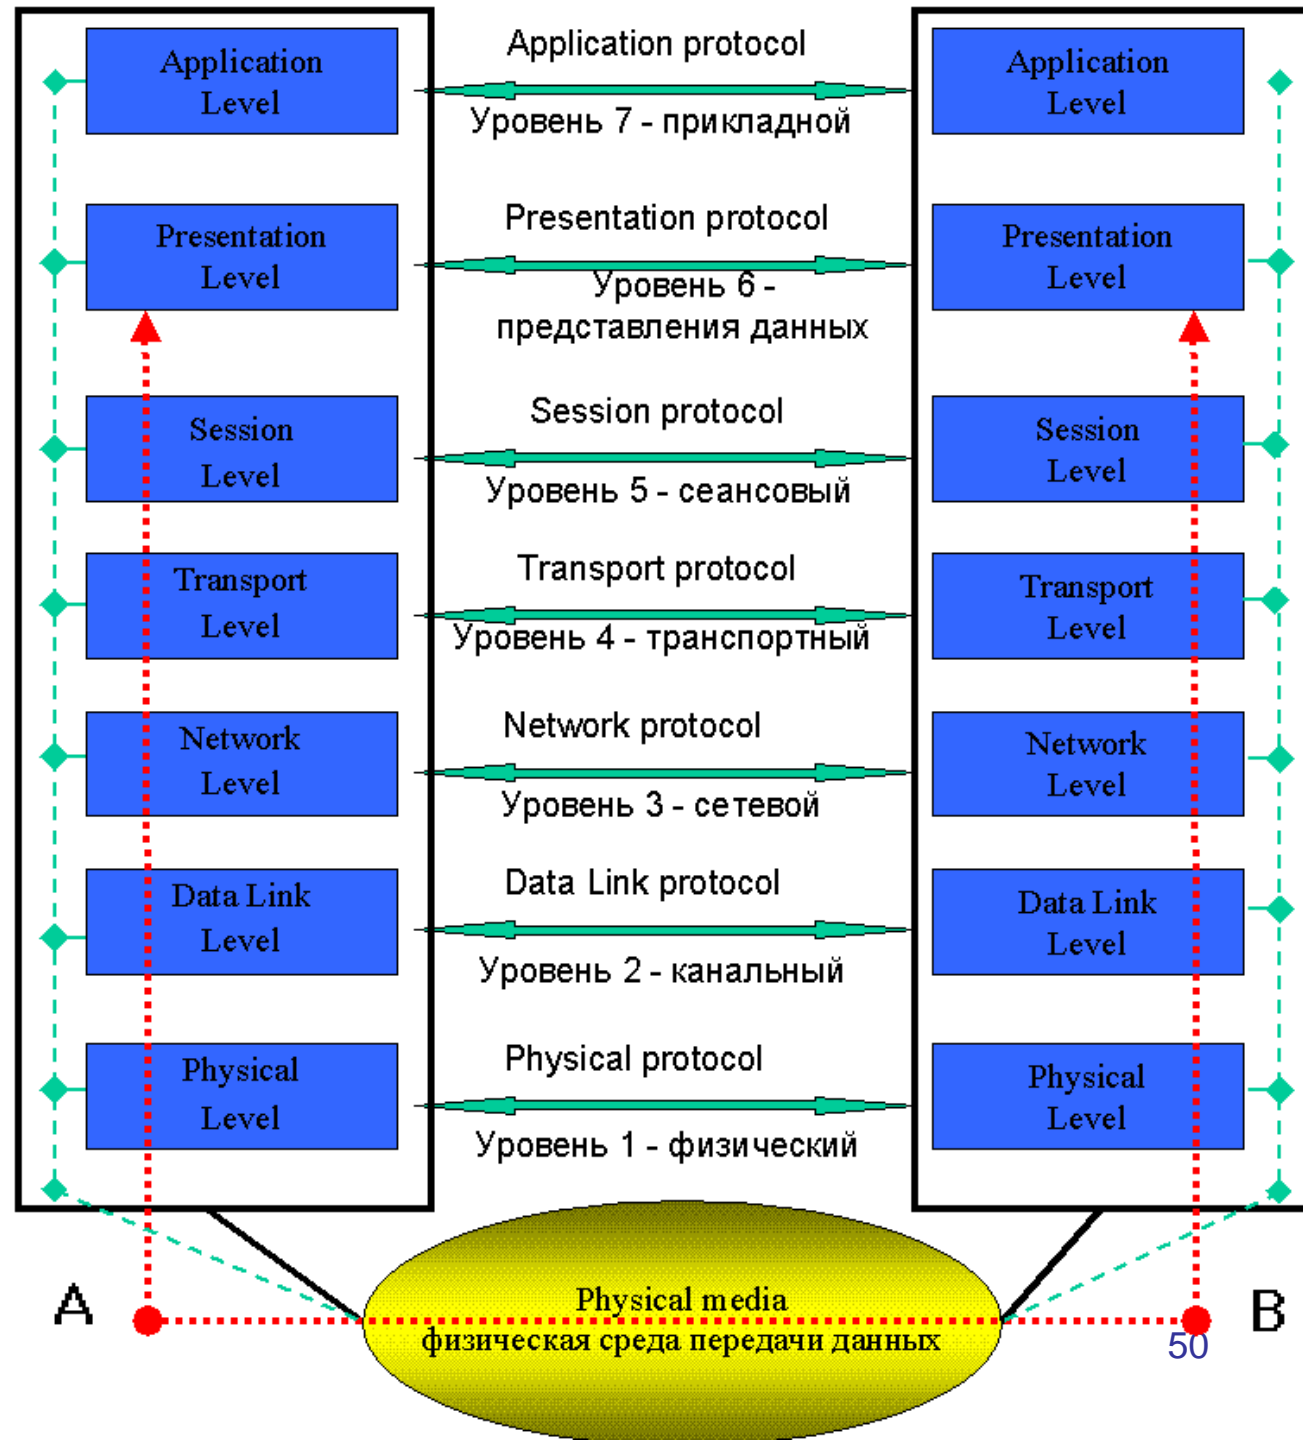 Application protocol
Application
Level
Application
Level
Уровень 7 - прикладной
Presentation protocol
Presentation
Level
Presentation
Level
Уровень 6 -
представления данных
Session protocol
Session
Level
Session
Level
Уровень 5 - сеансовый
Transport protocol
Transport
Level
Transport
Level
Уровень 4 - транспортный
Network protocol
Network
Level
Network
Level
Уровень 3 - сетевой
Data Link protocol
Data Link
Level
Data Link
Level
Уровень 2 - канальный
Physical protocol
Physical
Level
Physical
Level
Уровень 1 - физический
A
Physical media
физическая среда передачи данных
B
50